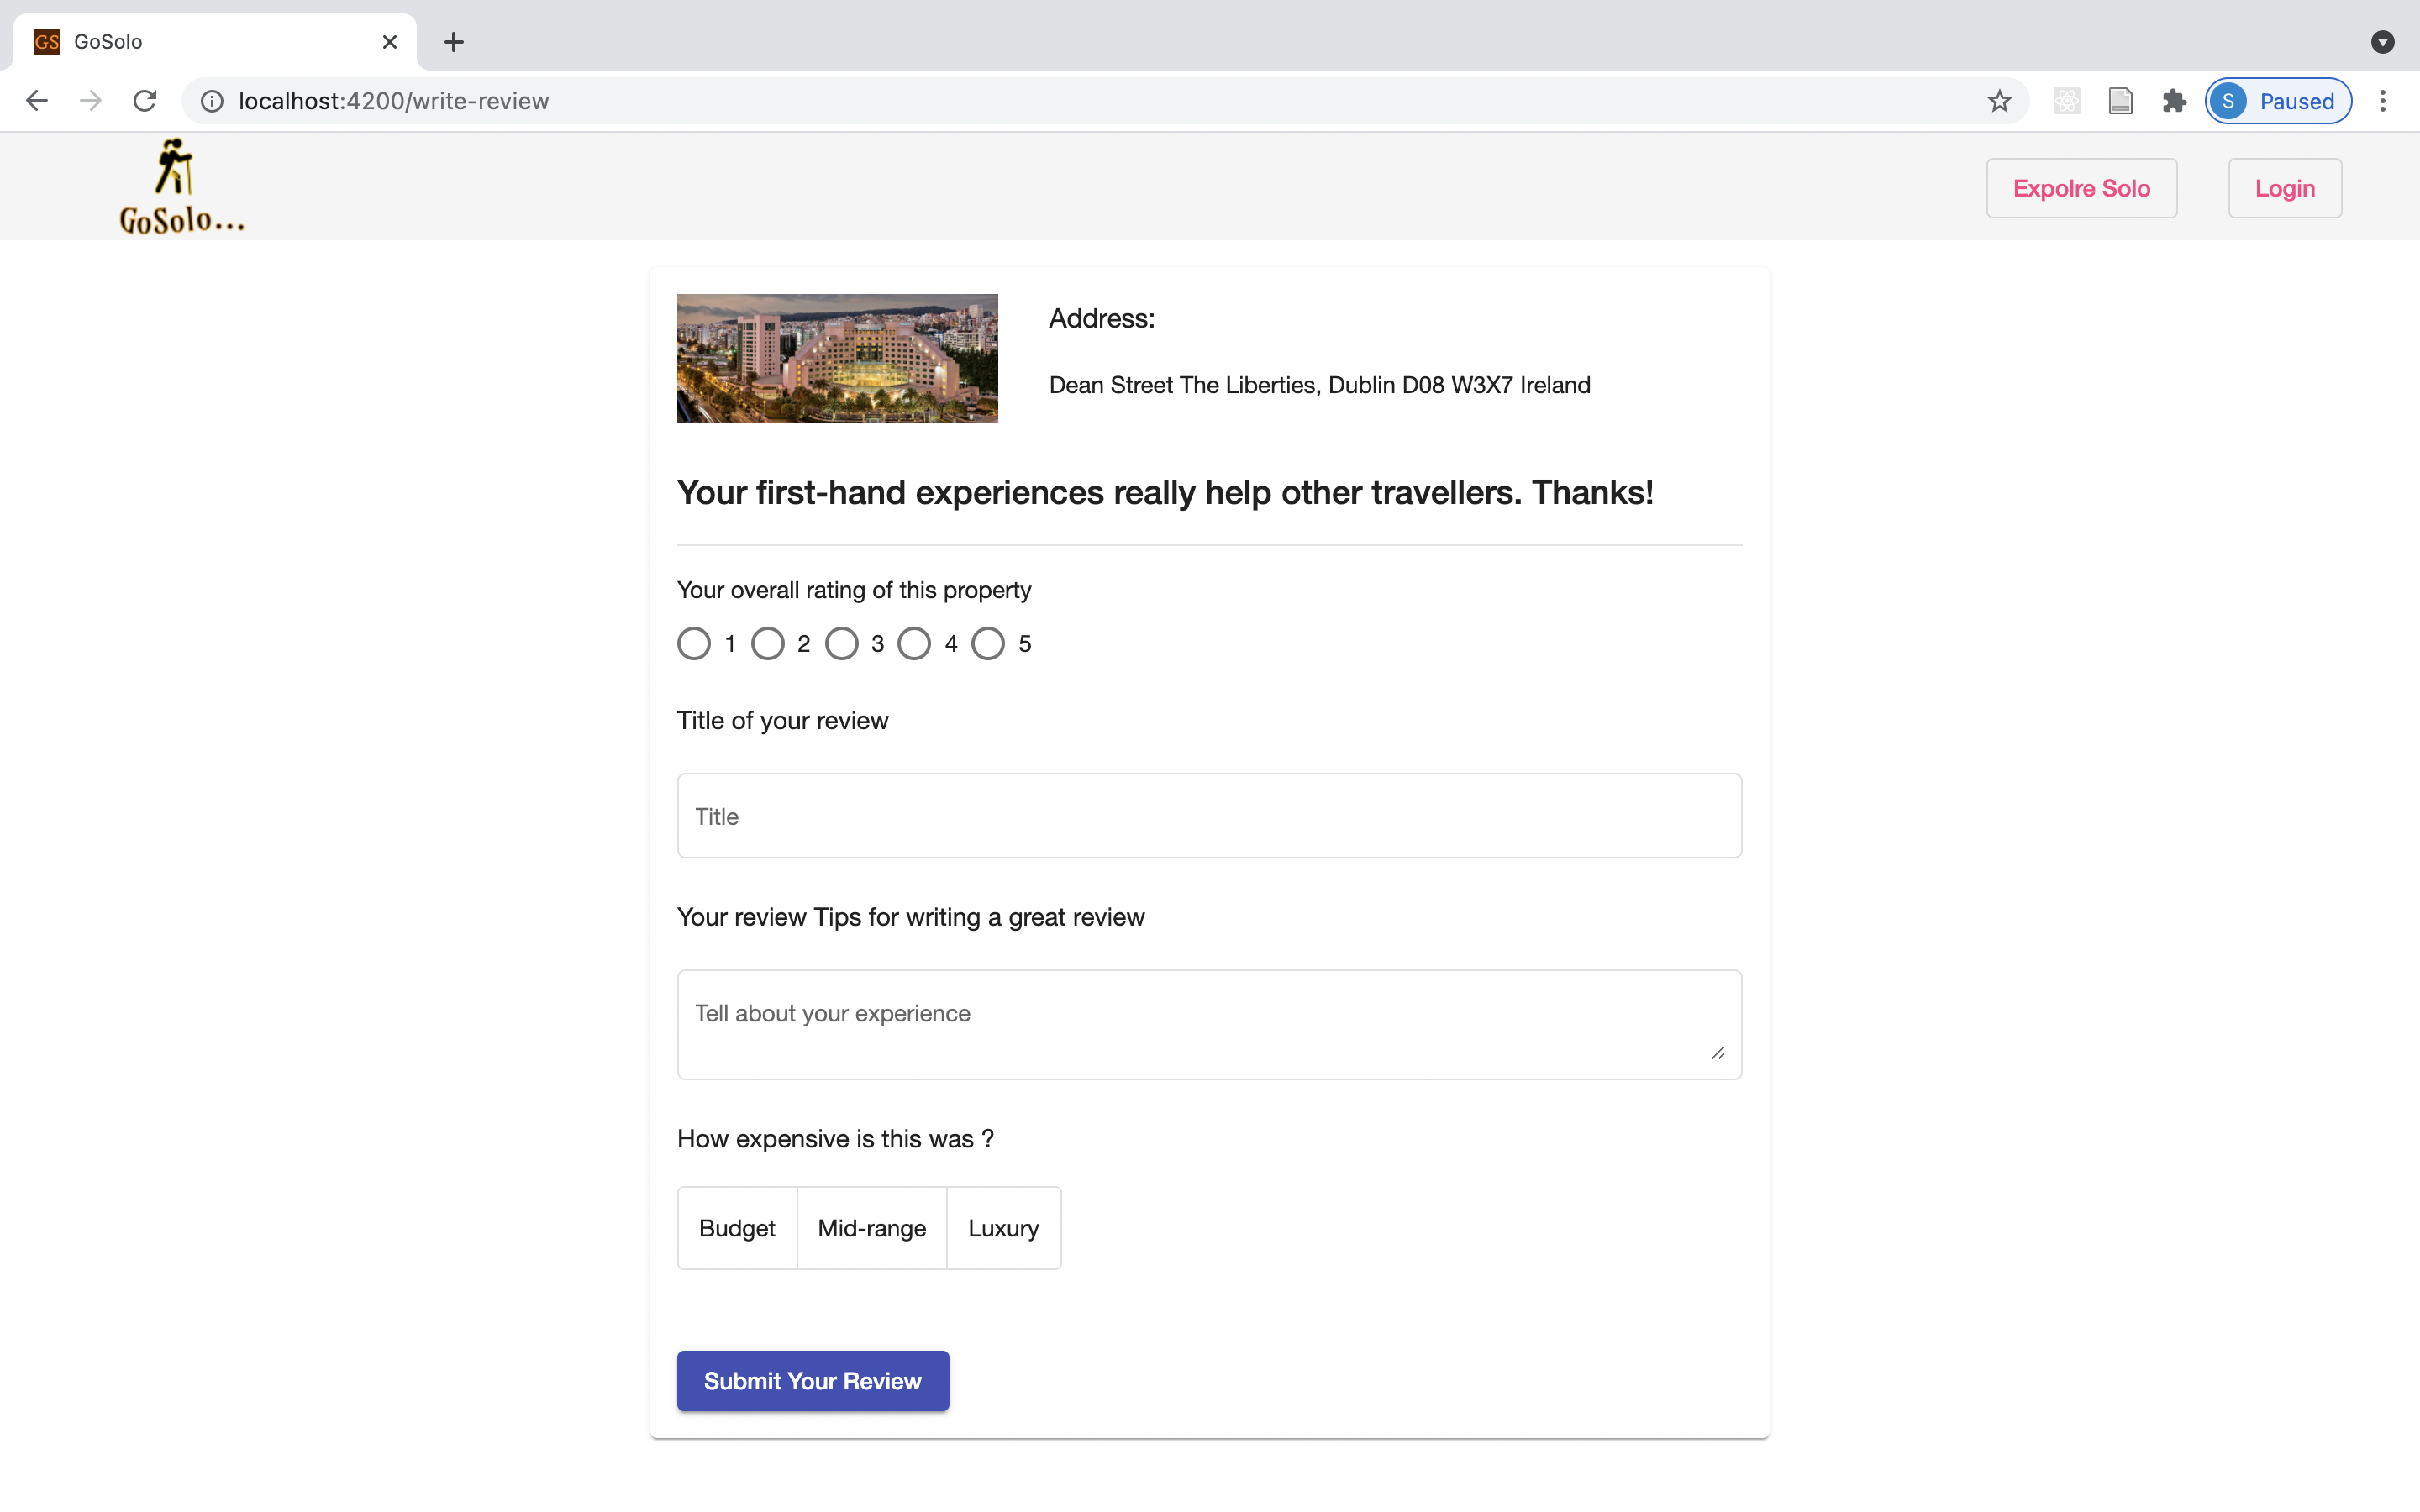 GS GoSolo
localhost:4200/write-review
S Paused
GoSolo...
Expolre Solo
Login
Address:
Dean Street The Liberties, Dublin D08 W3X7 Ireland
Your first-hand experiences really help other travellers. Thanks!
Your overall rating of this property
1 2 3 4 5
Title of your review
Title
Your review Tips for writing a great review
Tell about your experience
How expensive is this was ?
Budget Mid-range Luxury
Submit Your Review